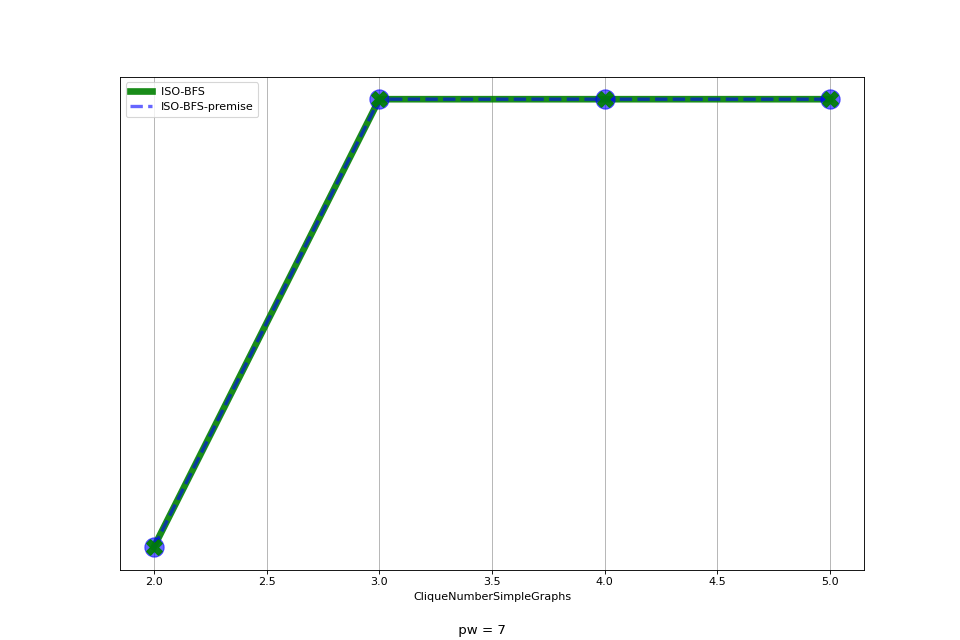 ISO-BFS
ISO-BFS-premise
2.0 2.5 3.0 3.5 4.0 4.5 5.0
CliqueNumberSimpleGraphs
pw = 7